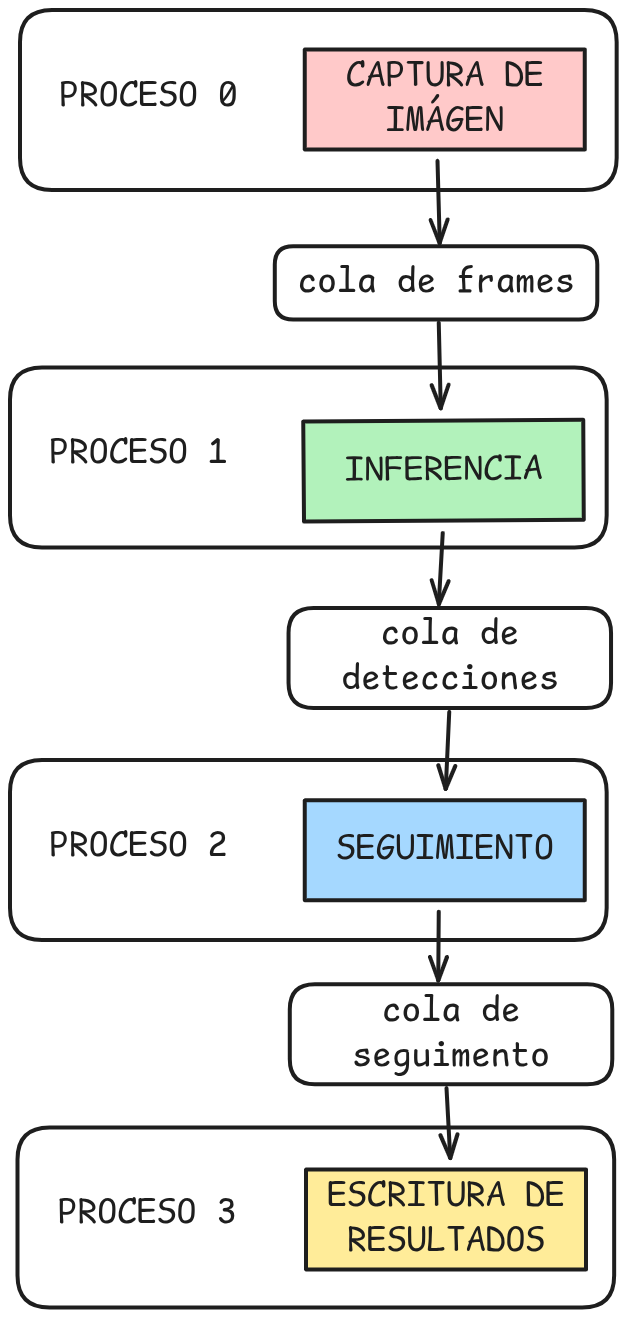 PROCESO 0
CAPTURA DE
IMÁGEN
cola de frames
PROCESO 1
INFERENCIA
cola de
detecciones
PROCESO 2
SEGUIMIENTO
cola de
seguimento
PROCESO 3
ESCRITURA DE
RESULTADOS